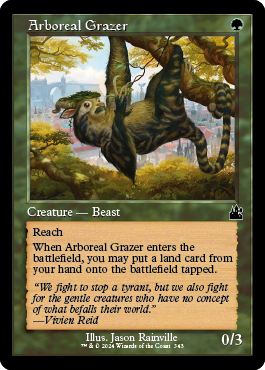 Arboreal Grazer
Creature — Beast
Reach
When Arboreal Grazer enters the
battlefield, you may put a land card from
your hand onto the battlefield tapped.
“We fight to stop a tyrant, but we also fight
for the gentle creatures who have no concept
of what befalls their world.”
—Vivien Reid
Illus. Jason Rainville
™ & © 2024 Wizards of the Coast 343
0/3